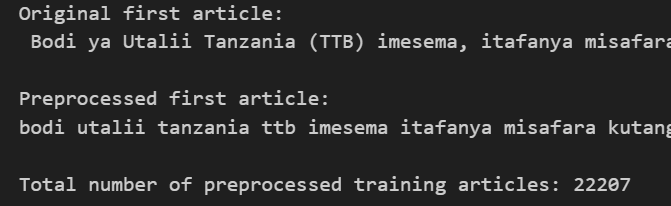 Original first article:
Bodi ya Utalii Tanzania (TTB) imesema, itafanya misafara
Preprocessed first article:
bodi utalii tanzania ttb imesema itafanya misafara kutang
Total number of preprocessed training articles: 22207